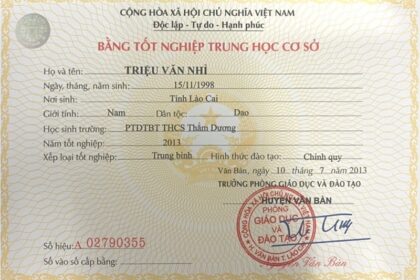 CỘNG HÒA XÃ HỘI CHỦ NGHĨA VIỆT NAM
Độc lập - Tự do - Hạnh phúc
BẰNG TỐT NGHIỆP TRUNG HỌC CƠ SỞ
Họ và tên: TRIỆU VĂN NHÌ
Ngày, tháng, năm sinh: 15/11/1998
Nơi sinh: Tỉnh Lào Cai
Giới tính: Nam Dân tộc: Dao
Học sinh trường: PTDTBT THCS Thẩm Dương
Năm tốt nghiệp: 2013
Xếp loại tốt nghiệp: Trung bình Hình thức đào tạo: Chính quy
Văn Bàn, ngày 10 tháng 7 năm 2013
TRƯỞNG PHÒNG GIÁO DỤC VÀ ĐÀO TẠO
HUYỆN VĂN BÀN
PHÒNG
GIÁO DỤC
VÀ
ĐÀO TẠO
Số hiệu: A 02790355
Số vào sổ cấp bằng:
Văn Bàn